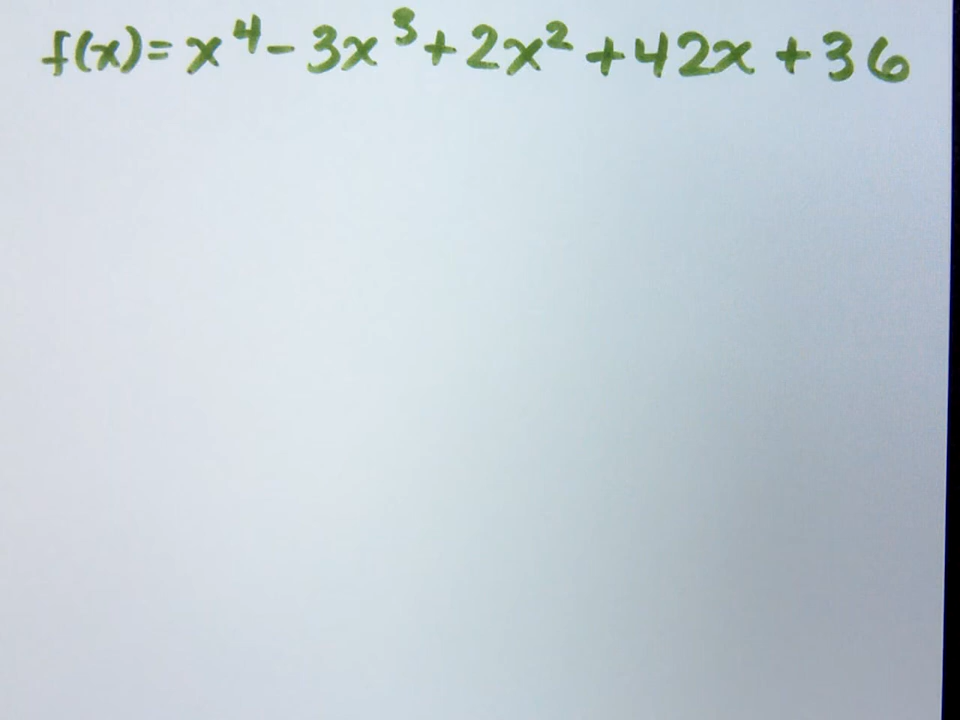 f(x) = x⁴ - 3x³ + 2x² + 42x + 36